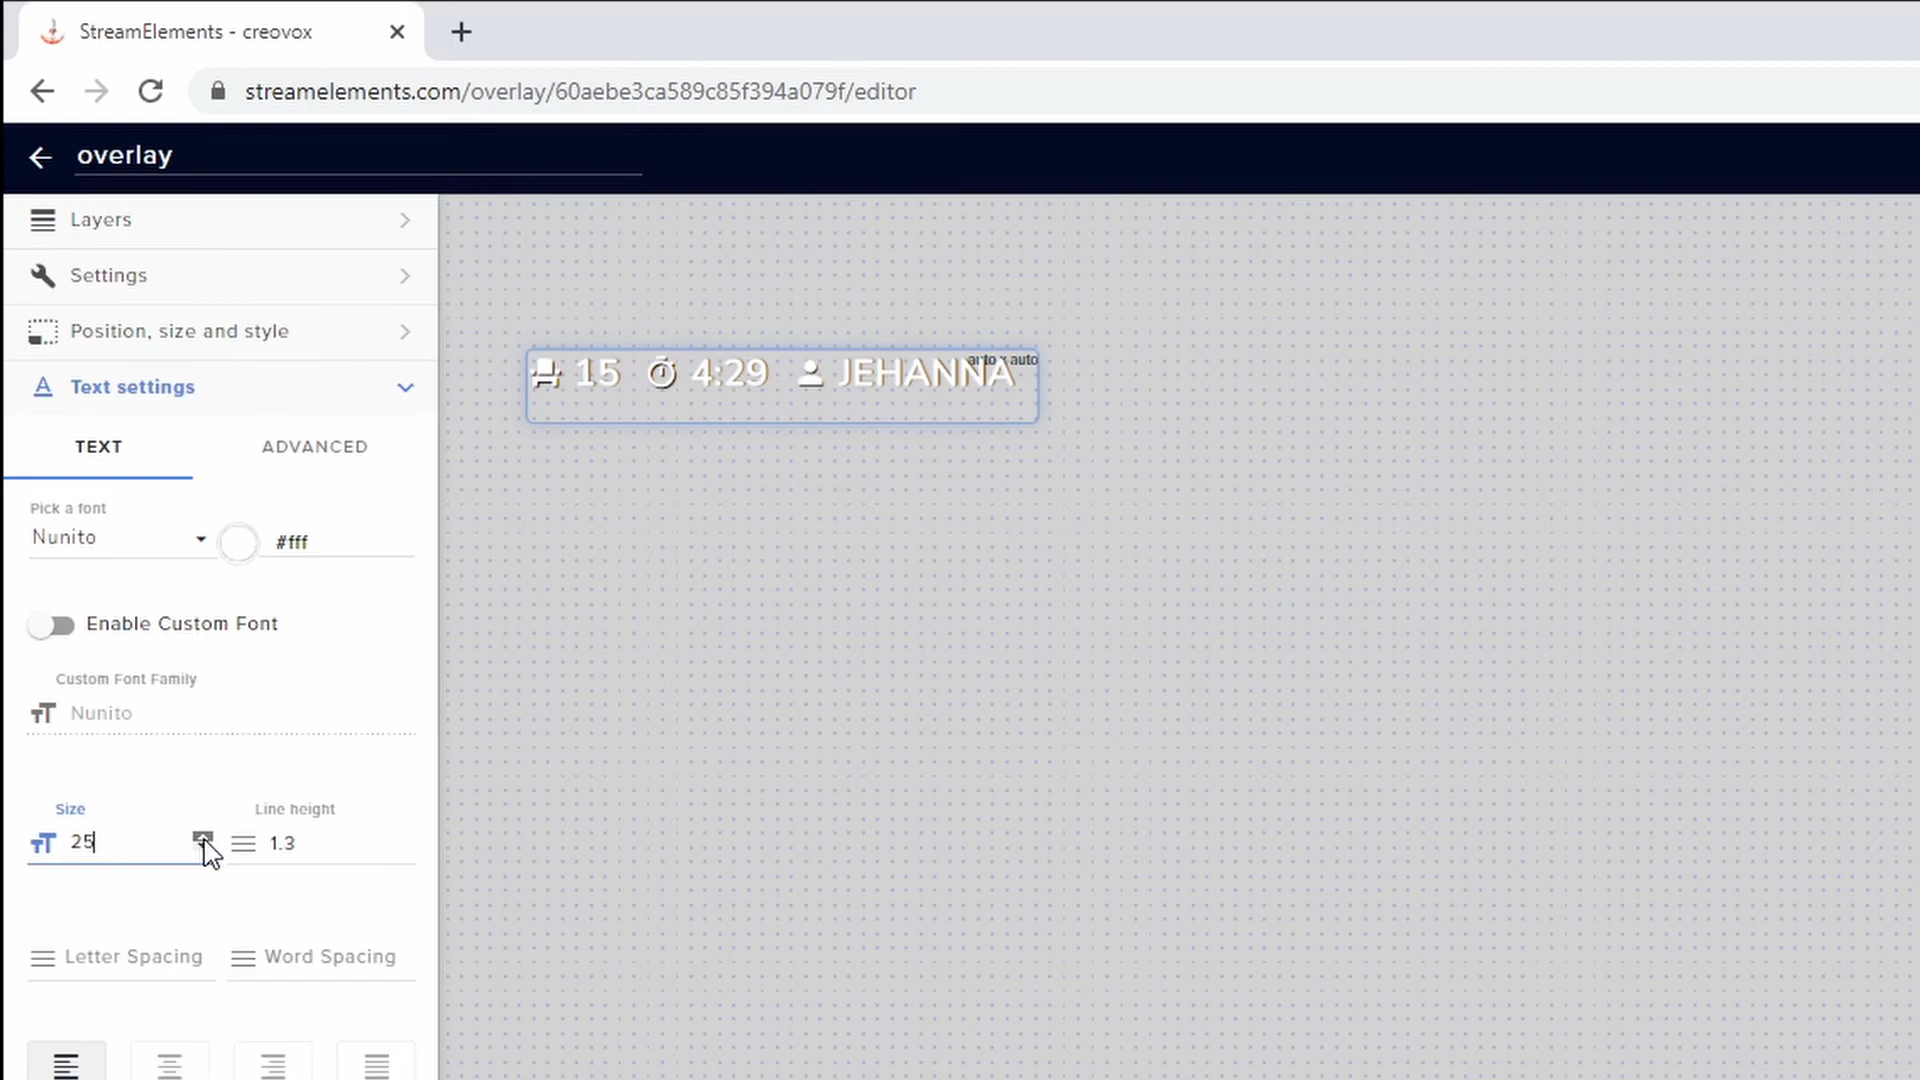 StreamElements - creovox
streamelements.com/overlay/60aebe3ca589c85f394a079f/editor
overlay
Layers
Settings
Position, size and style
Text settings
TEXT ADVANCED
Pick a font
Nunito #fff
Enable Custom Font
Custom Font Family
Nunito
Size Line height
25 1.3
Letter Spacing Word Spacing
auto x auto
15 4:29 JEHANNA